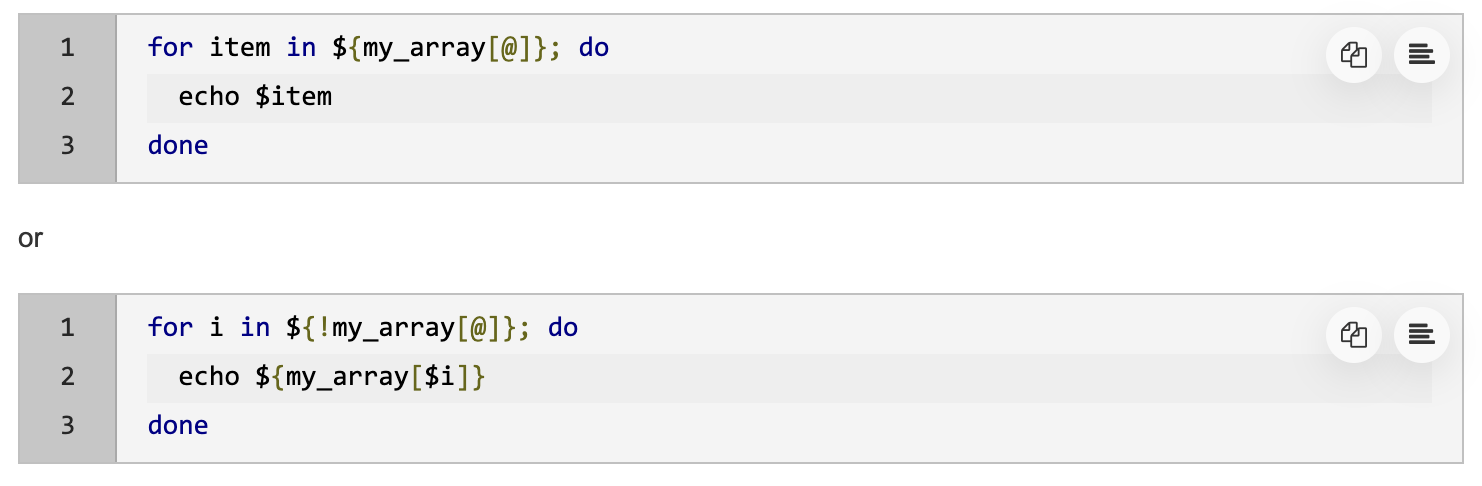 1 for item in ${my_array[@]}; do
2   echo $item
3 done
or
1 for i in ${!my_array[@]}; do
2   echo ${my_array[$i]}
3 done